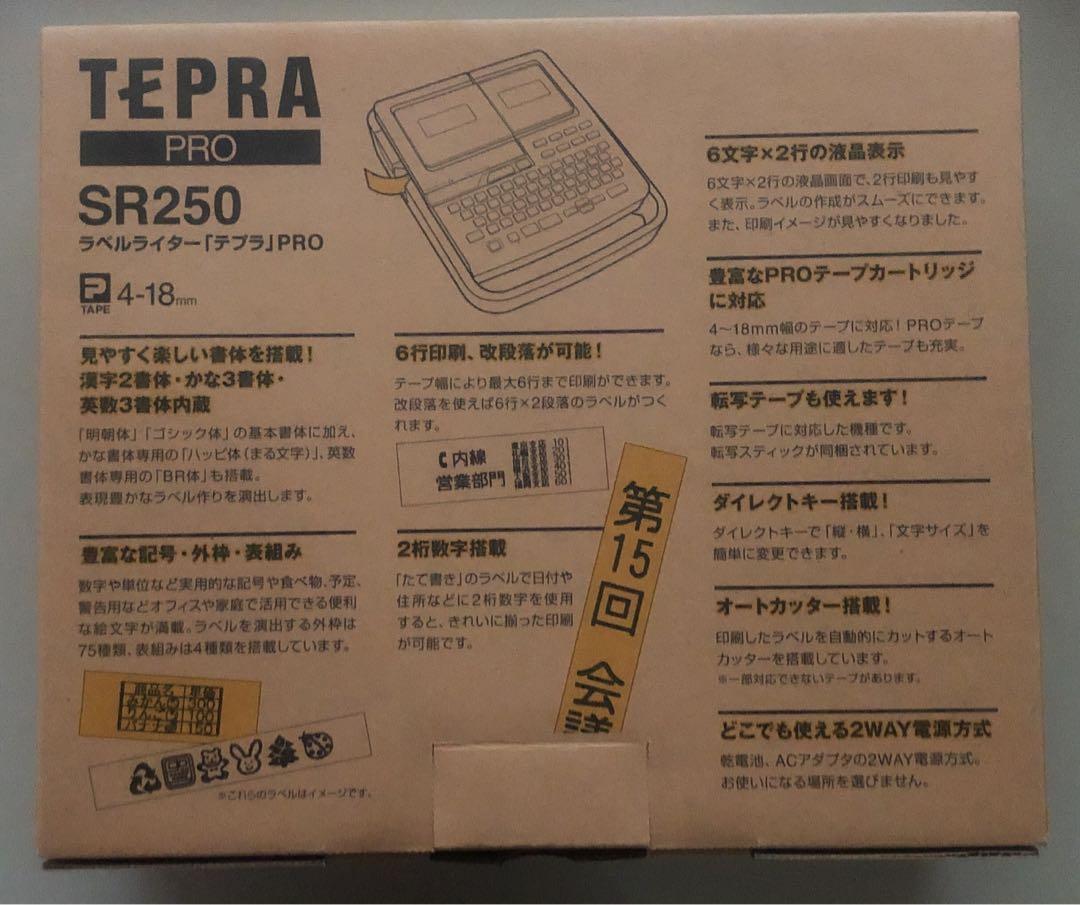 TEPRA
PRO
SR250
ラベルライター「テプラ」PRO
P
TAPE
4-18mm
見やすく楽しい書体を搭載!
漢字2書体・かな3書体・
英数3書体内蔵
「明朝体」「ゴシック体」の基本書体に加え、
かな書体専用の「ハッピ体(まる文字)」、英数
書体専用の「BR体」も搭載。
表現豊かなラベル作りを演出します。
豊富な記号・外枠・表組み
数字や単位など実用的な記号や食べ物、予定、
警告用などオフィスや家庭で活用できる便利
な絵文字が満載。ラベルを演出する外枠は
75種類、表組みは4種類を搭載しています。
商品名 単価
みかん 300
りんご 100
バナナ 150
※これらのラベルはイメージです。
6行印刷、改段落が可能!
テープ幅により最大6行まで印刷ができます。
改段落を使えば6行×2段落のラベルがつく
れます。
C内線
営業部門
2桁数字搭載
「たて書き」のラベルで日付や
住所などに2桁数字を使用
すると、きれいに揃った印刷
が可能です。
第15回 会議
6文字×2行の液晶表示
6文字×2行の液晶画面で、2行印刷も見やす
く表示。ラベルの作成がスムーズにできます。
また、印刷イメージが見やすくなりました。
豊富なPROテープカートリッジ
に対応
4~18mm幅のテープに対応!PROテープ
なら、様々な用途に適したテープも充実。
転写テープも使えます!
転写テープに対応した機種です。
転写スティックが同梱されています。
ダイレクトキー搭載!
ダイレクトキーで「縦・横」、「文字サイズ」を
簡単に変更できます。
オートカッター搭載!
印刷したラベルを自動的にカットするオート
カッターを搭載しています。
※一部対応できないテープがあります。
どこでも使える2WAY電源方式
乾電池、ACアダプタの2WAY電源方式。
お使いになる場所を選びません。